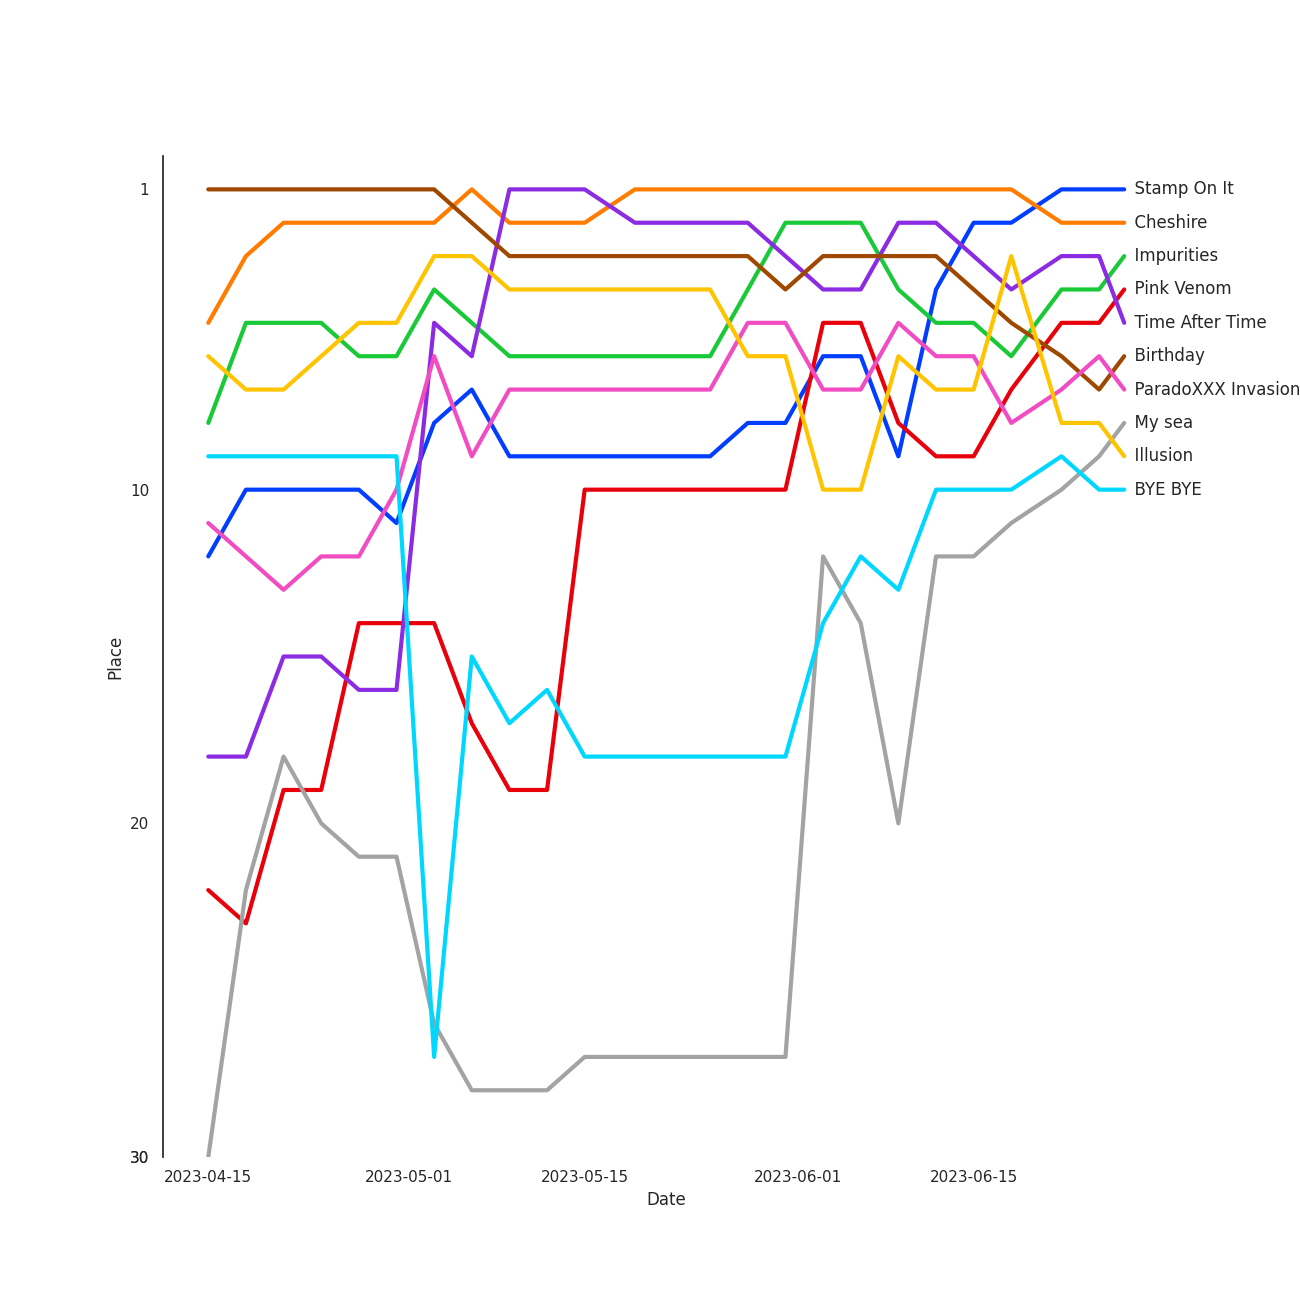 1
10
20
30
Place
2023-04-15
2023-05-01
2023-05-15
2023-06-01
2023-06-15
Date
Stamp On It
Cheshire
Impurities
Pink Venom
Time After Time
Birthday
ParadoXXX Invasion
My sea
Illusion
BYE BYE